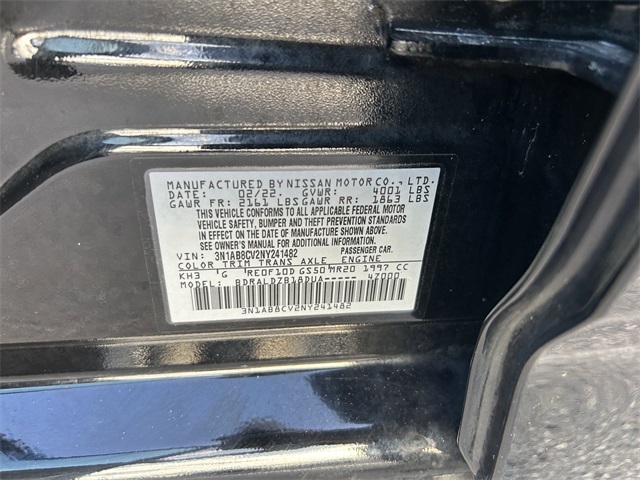 MANUFACTURED BY NISSAN MOTOR CO., LTD.
DATE: 02/22. GVWR: 4001 LBS
GAWR FR: 2161 LBS GAWR RR: 1863 LBS
THIS VEHICLE CONFORMS TO ALL APPLICABLE FEDERAL MOTOR
VEHICLE SAFETY, BUMPER AND THEFT PREVENTION STANDARDS
IN EFFECT ON THE DATE OF MANUFACTURE SHOWN ABOVE.
SEE OWNER'S MANUAL FOR ADDITIONAL INFORMATION.
VIN: 3N1AB8CV2NY241482 PASSENGER CAR.
COLOR TRIM TRANS AXLE ENGINE
KH3 'G 'RE0F10D GS50 MR20 1997 CC
MODEL: BDRALDZB18DUA----- 47000
3N1AB8CV2NY241482